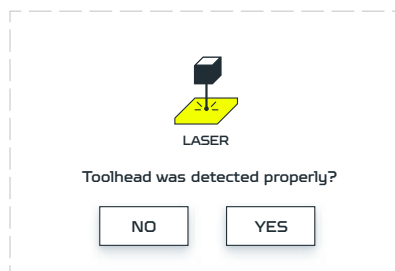 LASER
Toolhead was detected properly?
NO
YES